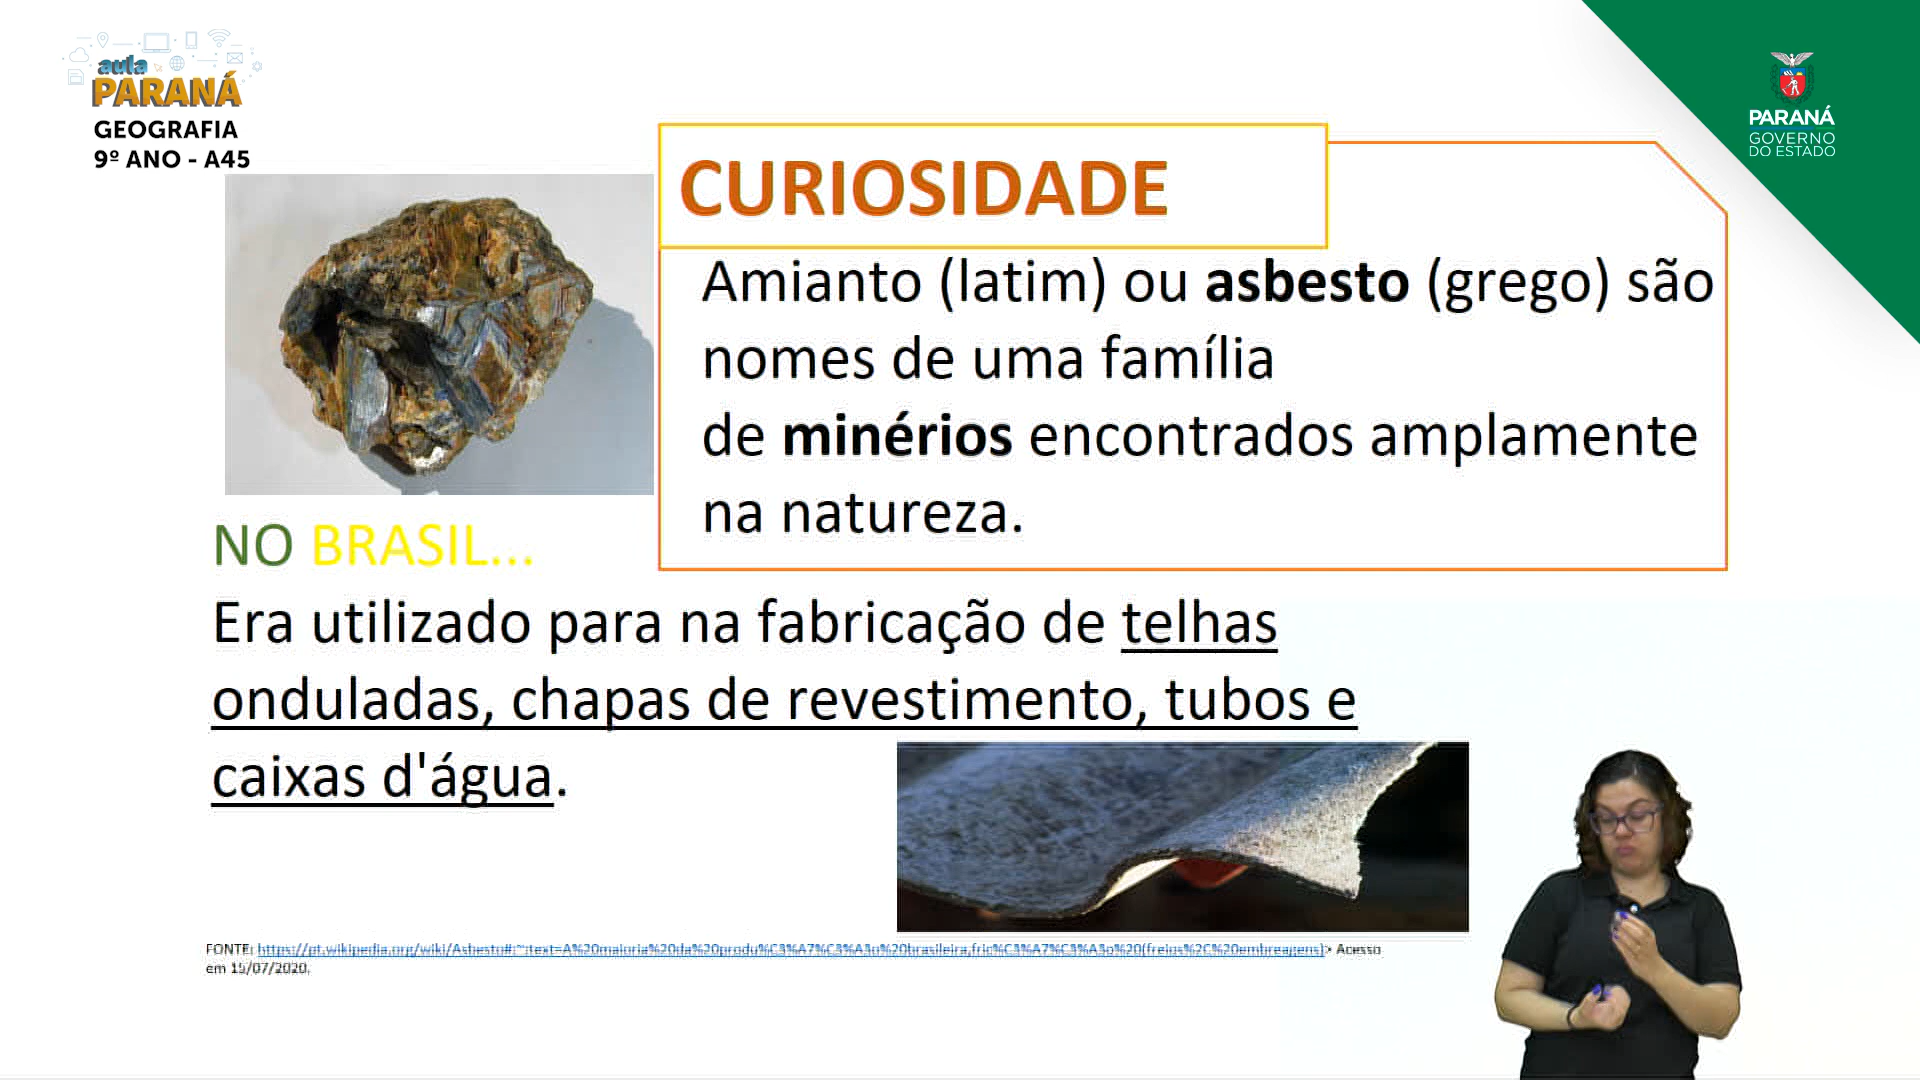 aula
PARANÁ
GEOGRAFIA
9º ANO - A45
PARANÁ
GOVERNO
DO ESTADO
CURIOSIDADE
Amianto (latim) ou asbesto (grego) são
nomes de uma família
de minérios encontrados amplamente
na natureza.
NO BRASIL...
Era utilizado para na fabricação de telhas
onduladas, chapas de revestimento, tubos e
caixas d'água.
FONTE: https://pt.wikipedia.org/wiki/Asbesto#:~:text=A%20maioria%20da%20produ%C3%A7%C3%A3o%20brasileira,fric%C3%A7%C3%A3o%20(freios%2C%20embreagens)> Acesso
em 15/07/2020.